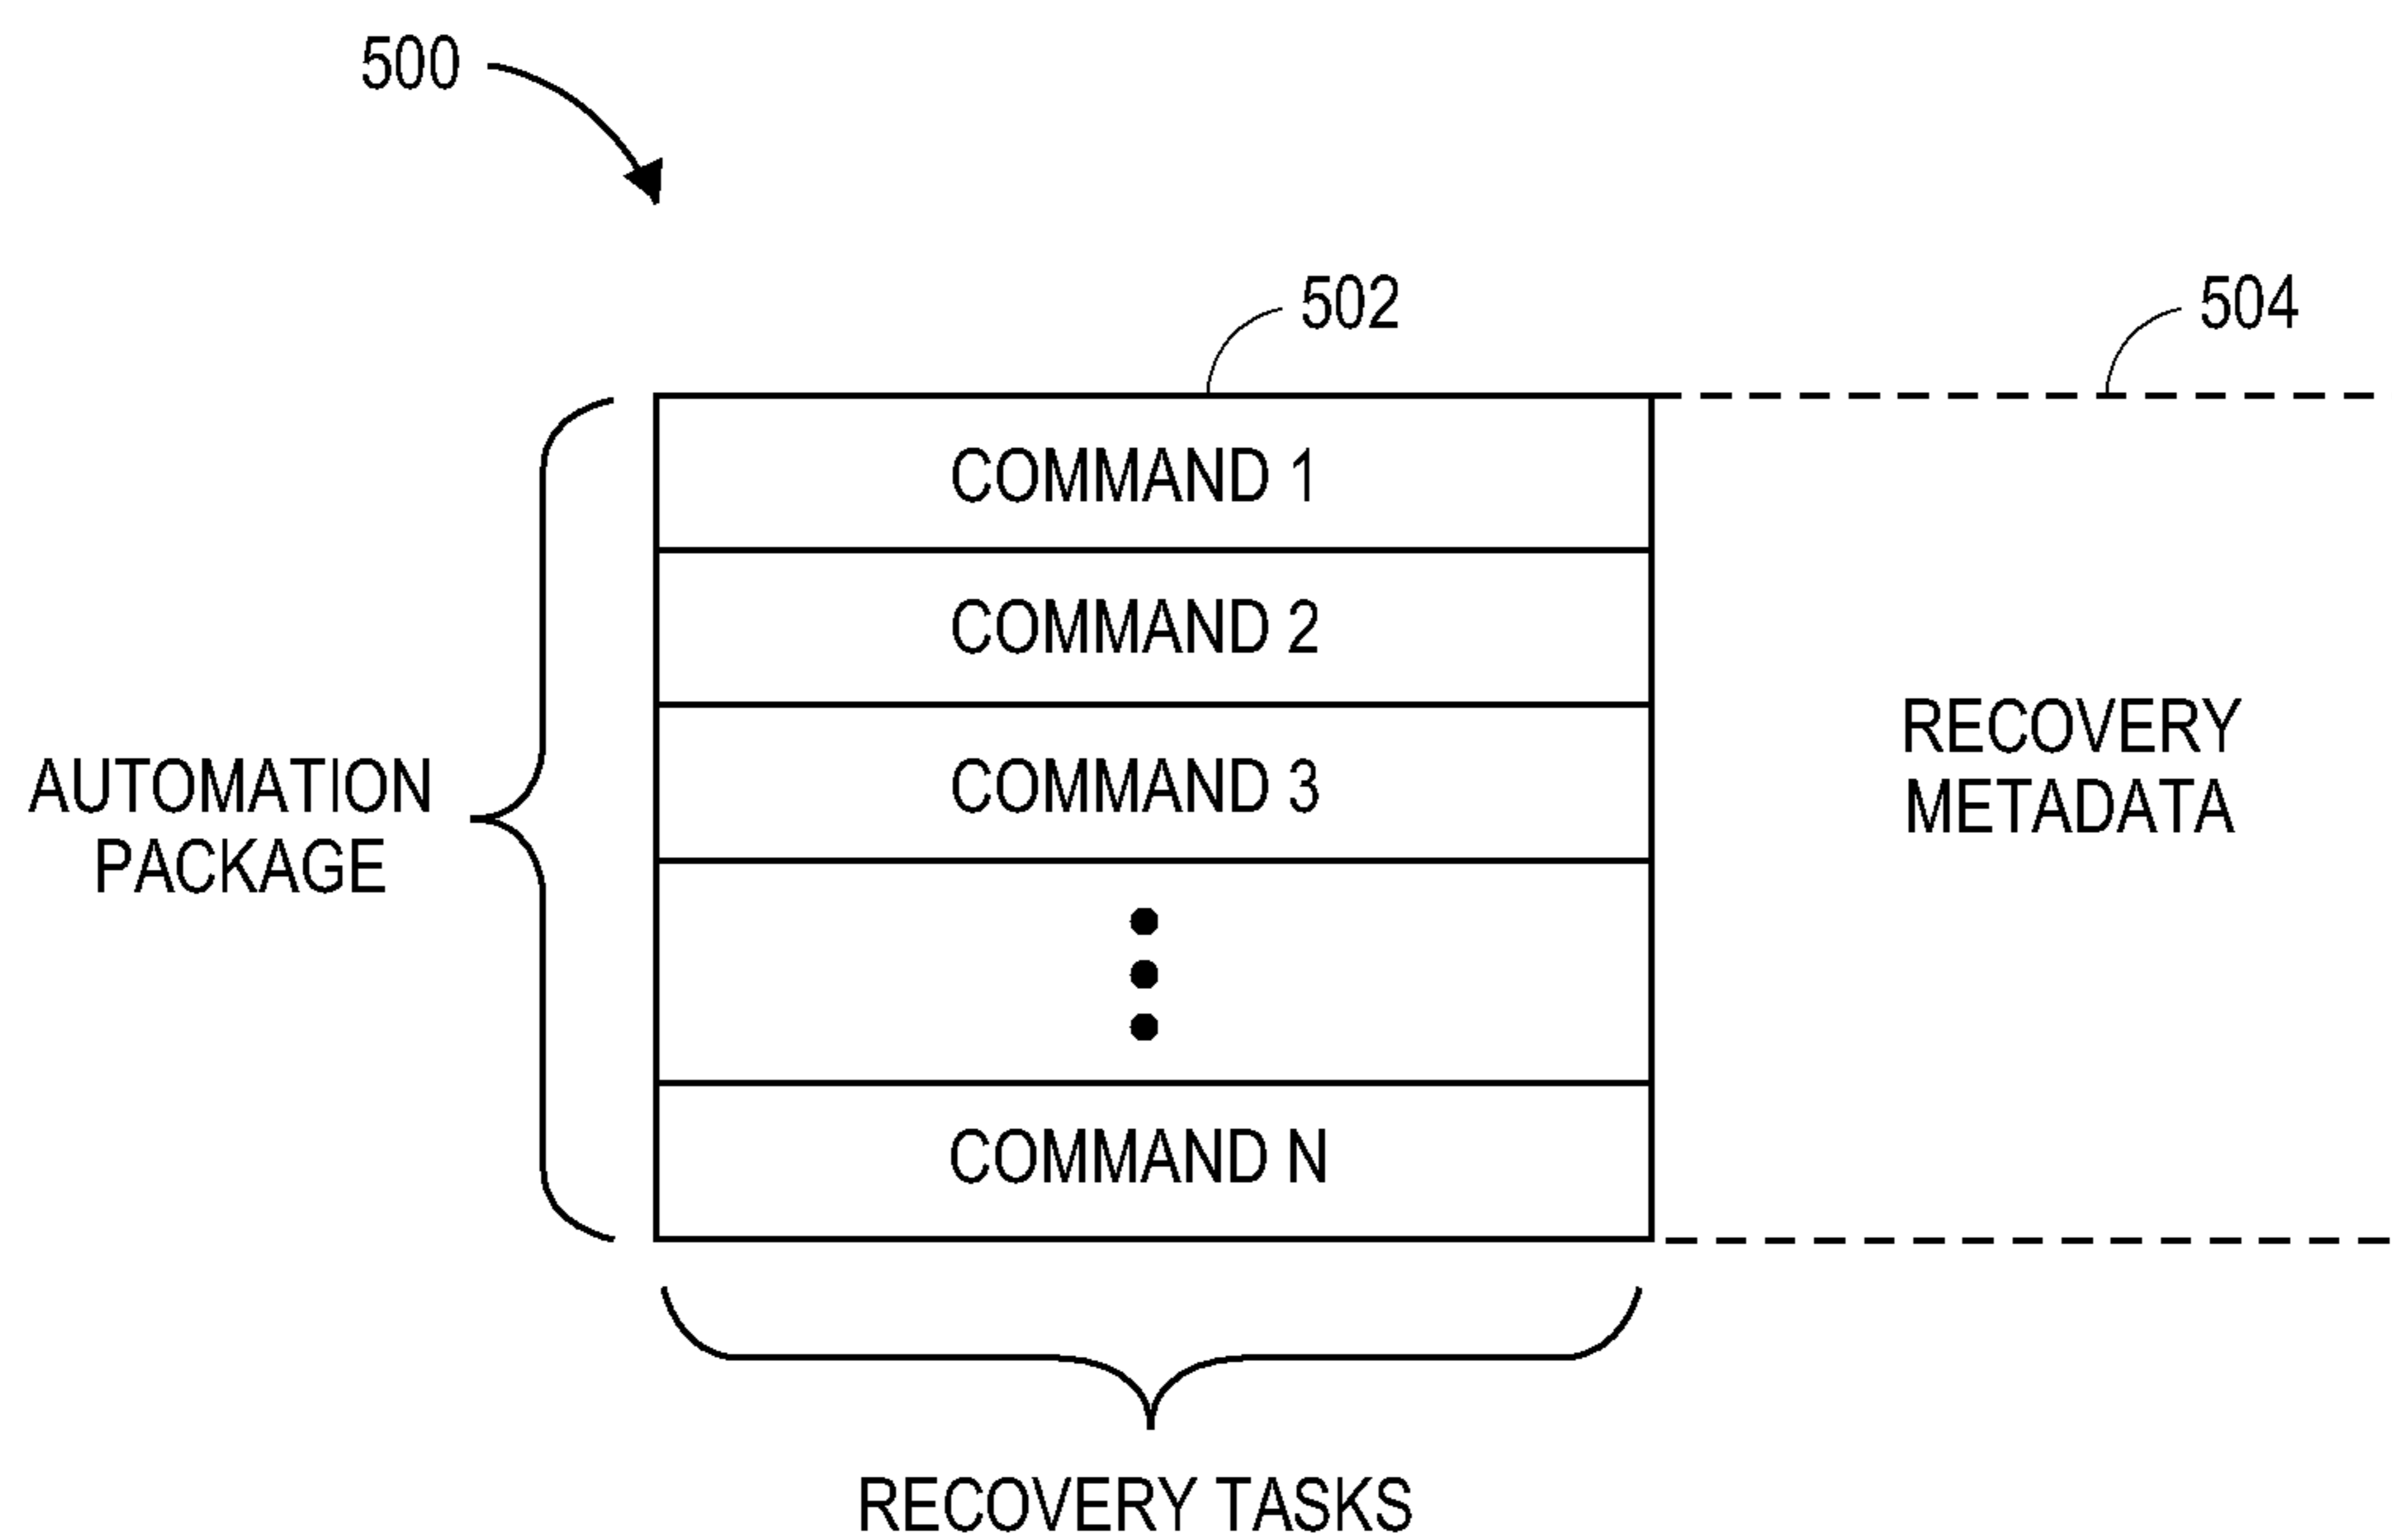 500
502
504
COMMAND 1
COMMAND 2
COMMAND 3
COMMAND N
AUTOMATION
PACKAGE
RECOVERY
METADATA
RECOVERY TASKS